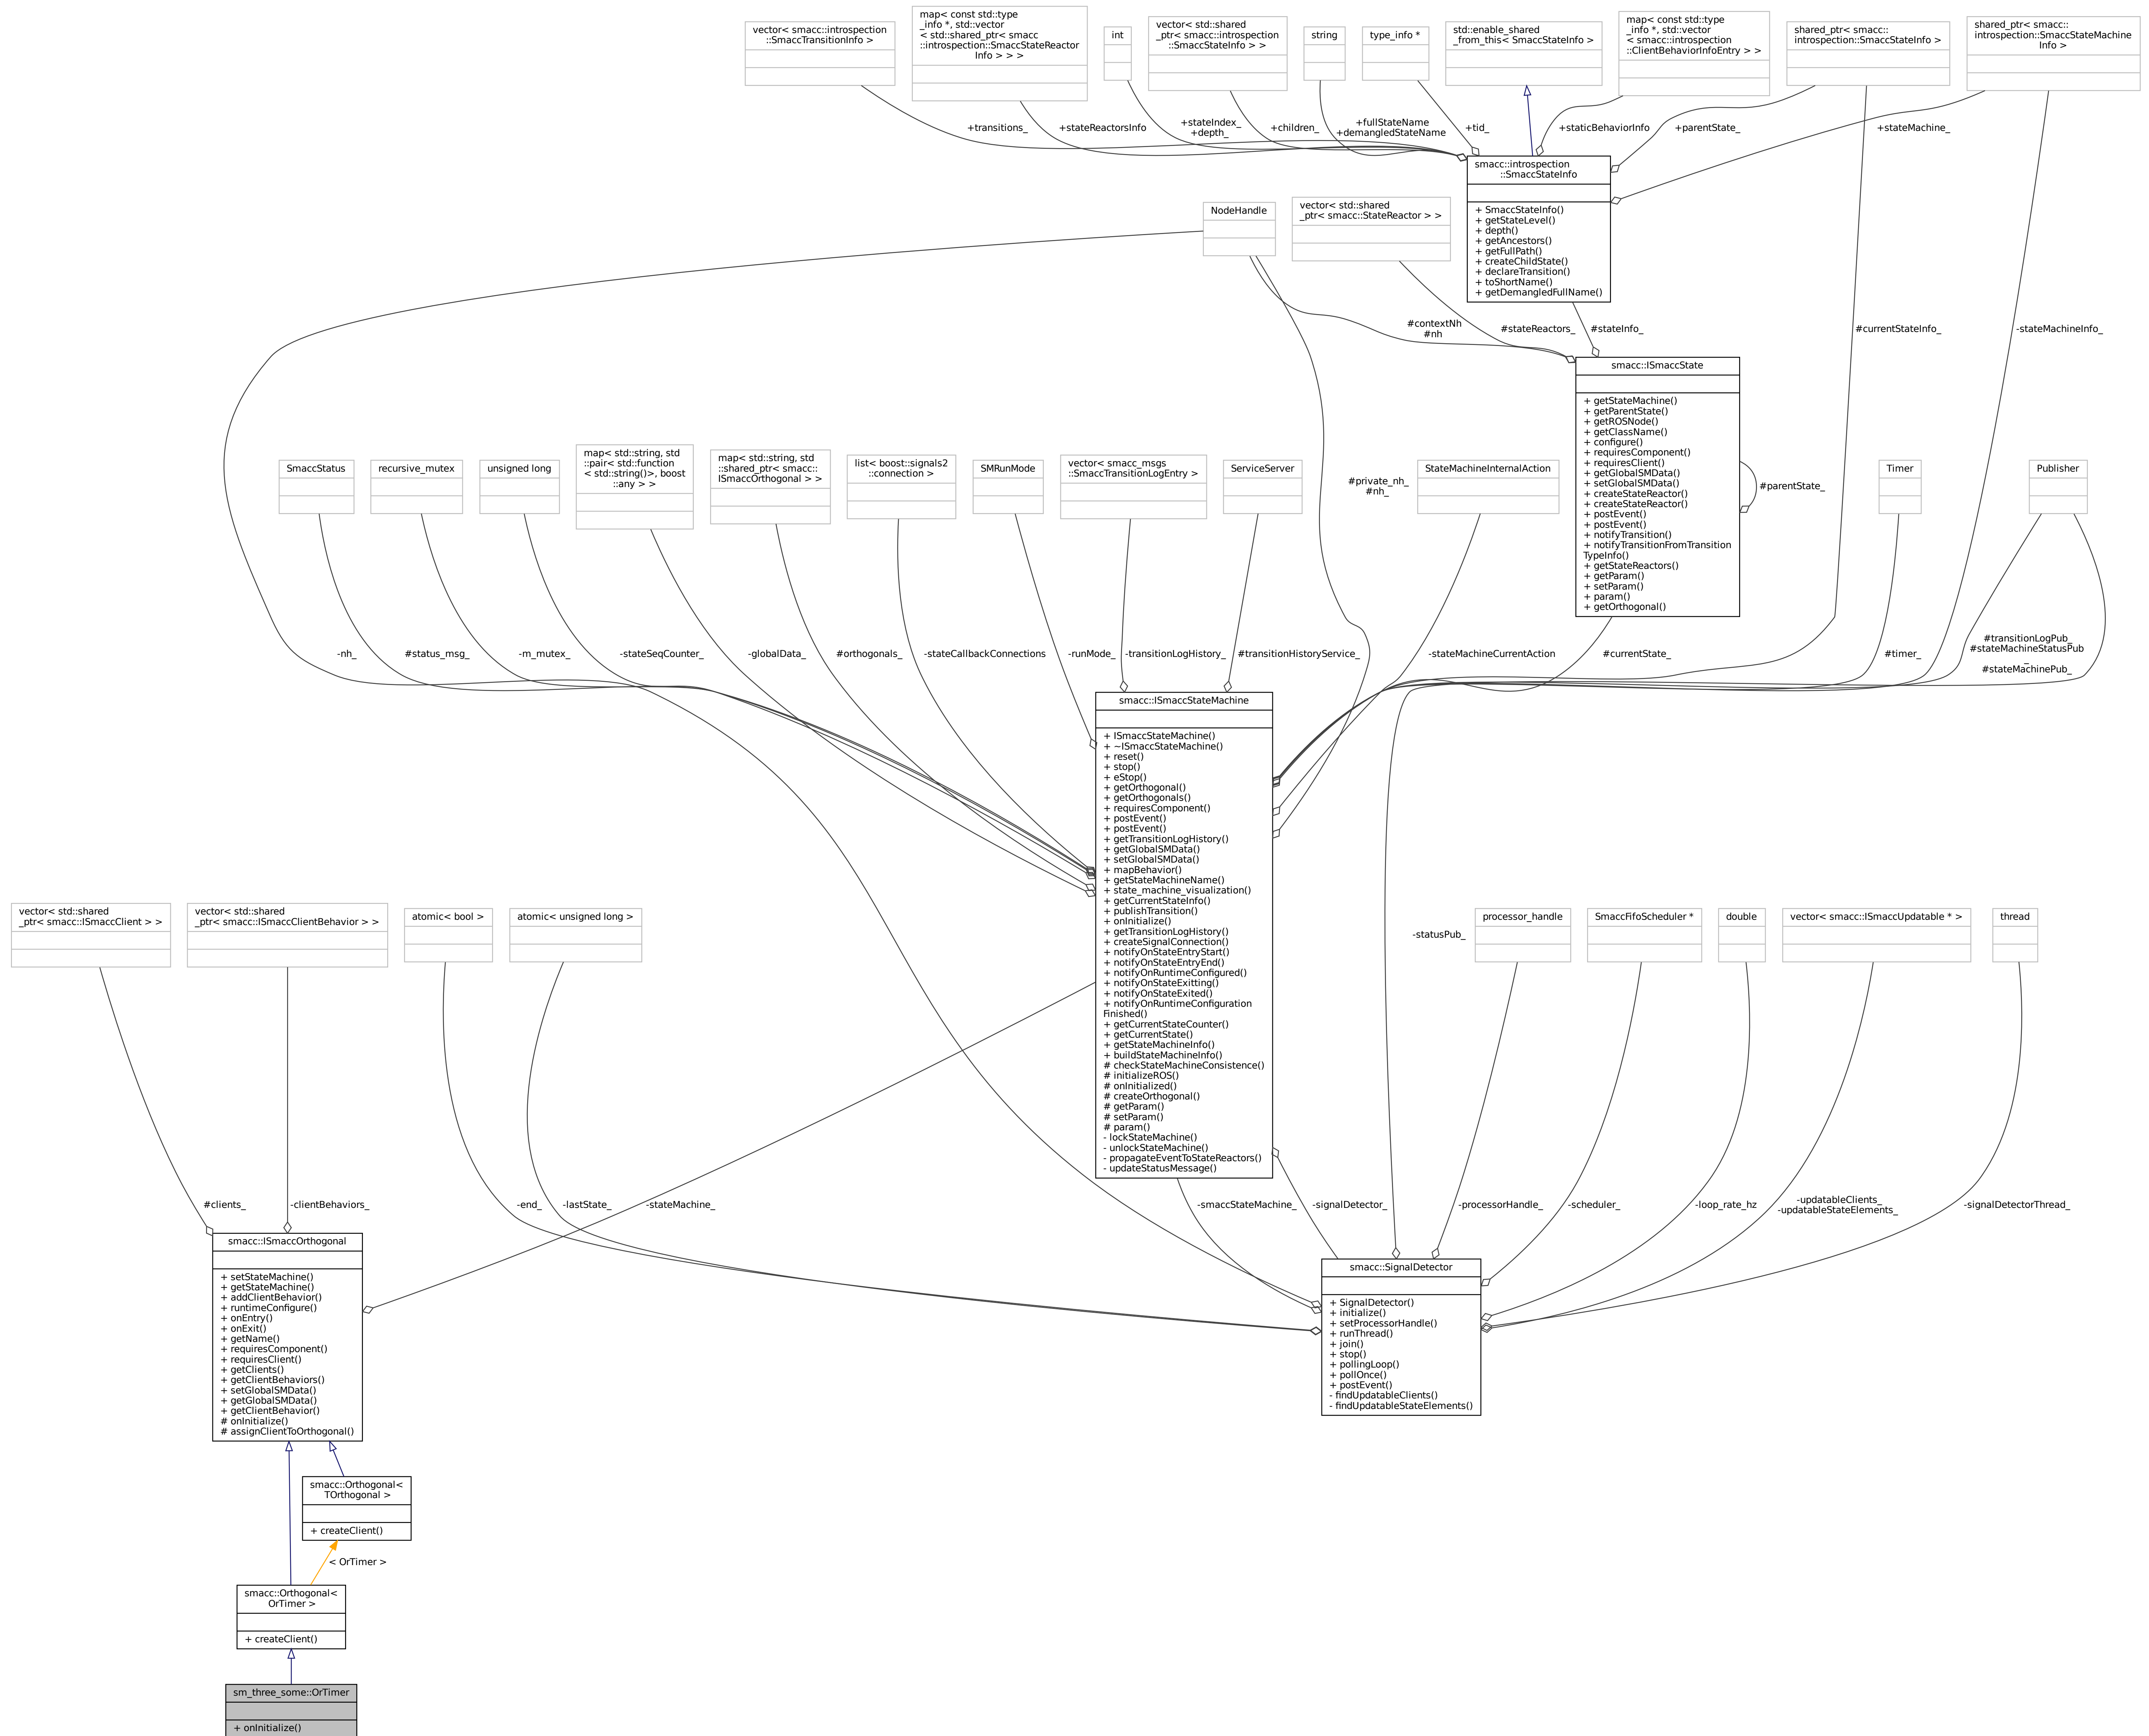 vector< smacc::introspection
::SmaccTransitionInfo >
map< const std::type
_info *, std::vector
< std::shared_ptr< smacc
::introspection::SmaccStateReactor
Info > > >
int
vector< std::shared
_ptr< smacc::introspection
::SmaccStateInfo > >
string
type_info *
std::enable_shared
_from_this< SmaccStateInfo >
map< const std::type
_info *, std::vector
< smacc::introspection
::ClientBehaviorInfoEntry > >
shared_ptr< smacc::
introspection::SmaccStateInfo >
shared_ptr< smacc::
introspection::SmaccStateMachine
Info >
+transitions_
+stateReactorsInfo
+stateIndex_
+depth_
+children_
+fullStateName
+demangledStateName
+tid_
+staticBehaviorInfo
+parentState_
+stateMachine_
smacc::introspection
::SmaccStateInfo
+ SmaccStateInfo()
+ getStateLevel()
+ depth()
+ getAncestors()
+ getFullPath()
+ createChildState()
+ declareTransition()
+ toShortName()
+ getDemangledFullName()
NodeHandle
vector< std::shared
_ptr< smacc::StateReactor > >
#contextNh
#nh
#stateReactors_
#stateInfo_
#currentStateInfo_
-stateMachineInfo_
smacc::ISmaccState
+ getStateMachine()
+ getParentState()
+ getROSNode()
+ getClassName()
+ configure()
+ requiresComponent()
+ requiresClient()
+ getGlobalSMData()
+ setGlobalSMData()
+ createStateReactor()
+ createStateReactor()
+ postEvent()
+ postEvent()
+ notifyTransition()
+ notifyTransitionFromTransition
TypeInfo()
+ getStateReactors()
+ getParam()
+ setParam()
+ param()
+ getOrthogonal()
#parentState_
SmaccStatus
recursive_mutex
unsigned long
map< std::string, std
::pair< std::function
< std::string()>, boost
::any > >
map< std::string, std
::shared_ptr< smacc::
ISmaccOrthogonal > >
list< boost::signals2
::connection >
SMRunMode
vector< smacc_msgs
::SmaccTransitionLogEntry >
ServiceServer
#private_nh_
#nh_
StateMachineInternalAction
Timer
Publisher
-nh_
#status_msg_
-m_mutex_
-stateSeqCounter_
-globalData_
#orthogonals_
-stateCallbackConnections
-runMode_
-transitionLogHistory_
#transitionHistoryService_
-stateMachineCurrentAction
#currentState_
#timer_
#transitionLogPub_
#stateMachineStatusPub
_
#stateMachinePub_
smacc::ISmaccStateMachine
+ ISmaccStateMachine()
+ ~ISmaccStateMachine()
+ reset()
+ stop()
+ eStop()
+ getOrthogonal()
+ getOrthogonals()
+ requiresComponent()
+ postEvent()
+ postEvent()
+ getTransitionLogHistory()
+ getGlobalSMData()
+ setGlobalSMData()
+ mapBehavior()
+ getStateMachineName()
+ state_machine_visualization()
+ getCurrentStateInfo()
+ publishTransition()
+ onInitialize()
+ getTransitionLogHistory()
+ createSignalConnection()
+ notifyOnStateEntryStart()
+ notifyOnStateEntryEnd()
+ notifyOnRuntimeConfigured()
+ notifyOnStateExitting()
+ notifyOnStateExited()
+ notifyOnRuntimeConfiguration
Finished()
+ getCurrentStateCounter()
+ getCurrentState()
+ getStateMachineInfo()
+ buildStateMachineInfo()
# checkStateMachineConsistence()
# initializeROS()
# onInitialized()
# createOrthogonal()
# getParam()
# setParam()
# param()
- lockStateMachine()
- unlockStateMachine()
- propagateEventToStateReactors()
- updateStatusMessage()
vector< std::shared
_ptr< smacc::ISmaccClient > >
vector< std::shared
_ptr< smacc::ISmaccClientBehavior > >
atomic< bool >
atomic< unsigned long >
-statusPub_
processor_handle
SmaccFifoScheduler *
double
vector< smacc::ISmaccUpdatable * >
thread
#clients_
-clientBehaviors_
-end_
-lastState_
-stateMachine_
-smaccStateMachine_
-signalDetector_
-processorHandle_
-scheduler_
-loop_rate_hz
-updatableClients_
-updatableStateElements_
-signalDetectorThread_
smacc::ISmaccOrthogonal
+ setStateMachine()
+ getStateMachine()
+ addClientBehavior()
+ runtimeConfigure()
+ onEntry()
+ onExit()
+ getName()
+ requiresComponent()
+ requiresClient()
+ getClients()
+ getClientBehaviors()
+ setGlobalSMData()
+ getGlobalSMData()
+ getClientBehavior()
# onInitialize()
# assignClientToOrthogonal()
smacc::SignalDetector
+ SignalDetector()
+ initialize()
+ setProcessorHandle()
+ runThread()
+ join()
+ stop()
+ pollingLoop()
+ pollOnce()
+ postEvent()
- findUpdatableClients()
- findUpdatableStateElements()
smacc::Orthogonal<
TOrthogonal >
+ createClient()
< OrTimer >
smacc::Orthogonal<
OrTimer >
+ createClient()
sm_three_some::OrTimer
+ onInitialize()